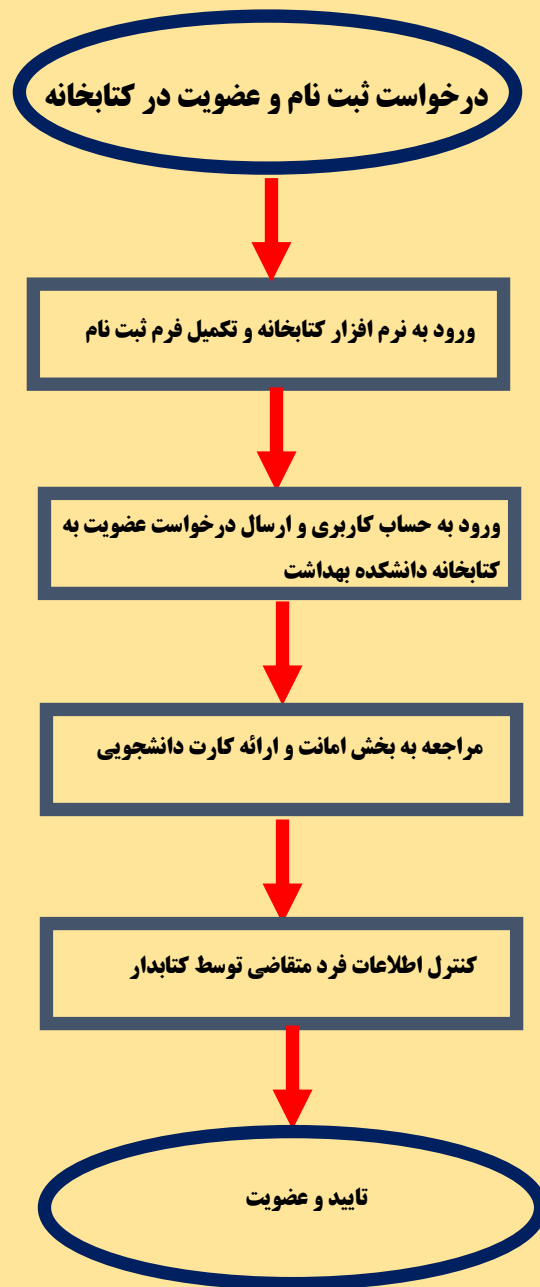 درخواست ثبت نام و عضویت در کتابخانه
ورود به نرم افزار کتابخانه و تکمیل فرم ثبت نام
ورود به حساب کاربری و ارسال درخواست عضویت به
کتابخانه دانشکده بهداشت
مراجعه به بخش امانت و ارائه کارت دانشجویی
کنترل اطلاعات فرد متقاضی توسط کتابدار
تایید و عضویت